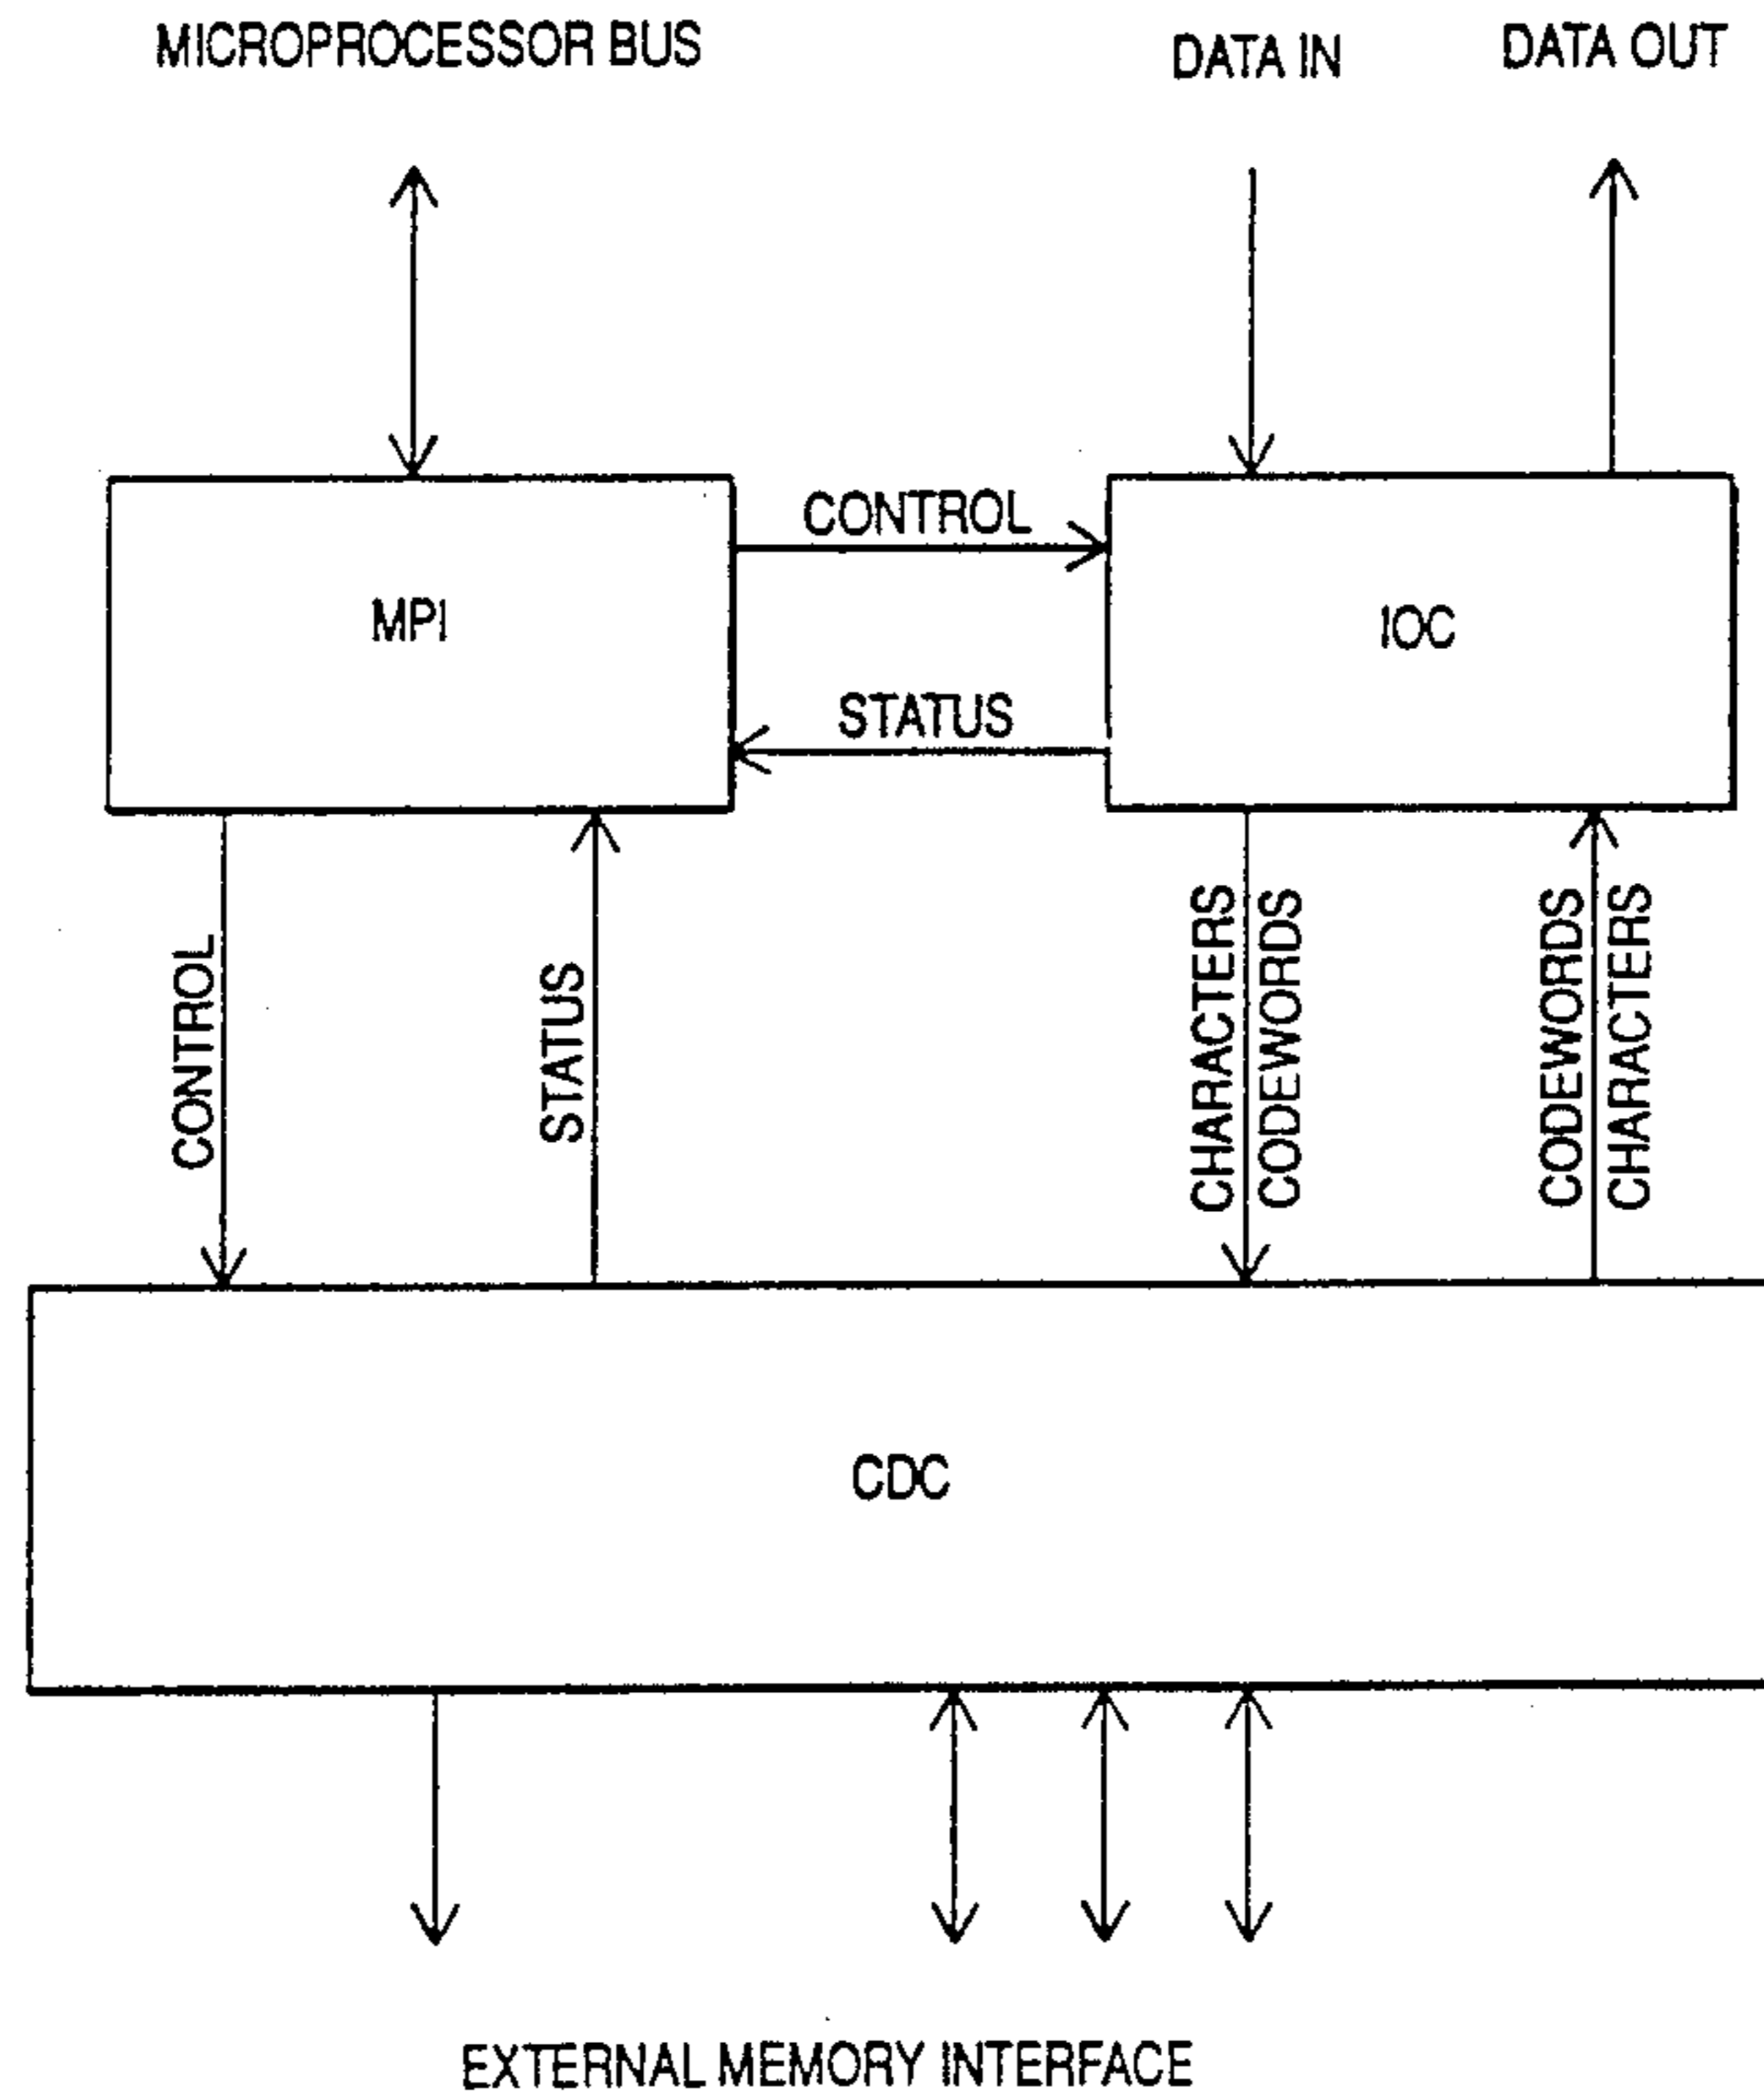 MICROPROCESSOR BUS
DATA IN
DATA OUT
CONTROL
MPI
IOC
STATUS
CONTROL
STATUS
CHARACTERS
CODEWORDS
CODEWORDS
CHARACTERS
CDC
EXTERNAL MEMORY INTERFACE